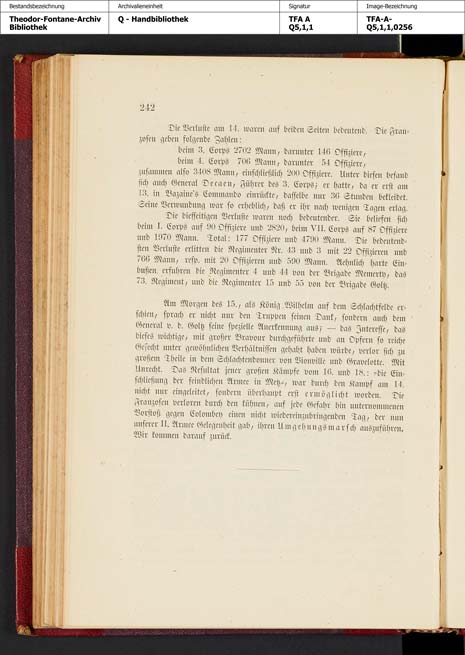 Bestandsbezeichnung
Archivalieneinheit
Signatur
Image-Bezeichnung
Theodor-Fontane-Archiv
Bibliothek
Q - Handbibliothek
TFA A
Q5,1,1
TFA-A-
Q5,1,1,0256
242
Die Verluste am 14. waren auf beiden Seiten bedeutend. Die Fran-
zosen geben folgende Zahlen:
beim 3. Corps 2702 Mann, darunter 146 Offiziere,
beim 4. Corps 706 Mann, darunter 54 Offiziere,
zusammen also 3408 Mann, einschließlich 200 Offiziere. Unter diesen befand
sich auch General Decaen, Führer des 3. Corps; er hatte, da er erst am
13. in Bazaine's Commando einrückte, dasselbe nur 36 Stunden bekleidet.
Seine Verwundung war so erheblich, daß er ihr nach wenigen Tagen erlag.
Die diesseitigen Verluste waren noch bedeutender. Sie beliefen sich
beim I. Corps auf 90 Offiziere und 2820, beim VII. Corps auf 87 Offiziere
und 1970 Mann. Total: 177 Offiziere und 4790 Mann. Die bedeutend-
sten Verluste erlitten die Regimenter Nr. 43 und 3 mit 22 Offizieren und
766 Mann, resp. mit 20 Offizieren und 590 Mann. Aehnlich harte Ein-
bußen erfuhren die Regimenter 4 und 44 von der Brigade Memerty, das
73. Regiment, und die Regimenter 15 und 55 von der Brigade Goltz.
Am Morgen des 15., als König Wilhelm auf dem Schlachtfelde er-
schien, sprach er nicht nur den Truppen seinen Dank, sondern auch dem
General v. d. Goltz seine spezielle Anerkennung aus; — das Interesse, das
dieses wichtige, mit großer Bravour durchgeführte und an Opfern so reiche
Gefecht unter gewöhnlichen Verhältnissen gehabt haben würde, verlor sich zu
großem Theile in dem Schlachtendonner von Vionville und Gravelotte. Mit
Unrecht. Das Resultat jener großen Kämpfe vom 16. und 18.: »die Ein-
schließung der feindlichen Armee in Metz«, war durch den Kampf am 14.
nicht nur eingeleitet, sondern überhaupt erst ermöglicht worden. Die
Franzosen verloren durch den kühnen, auf jede Gefahr hin unternommenen
Vorstoß gegen Colombey einen nicht wiedereinzubringenden Tag, der nun
unserer II. Armee Gelegenheit gab, ihren Umgehungsmarsch auszuführen.
Wir kommen darauf zurück.